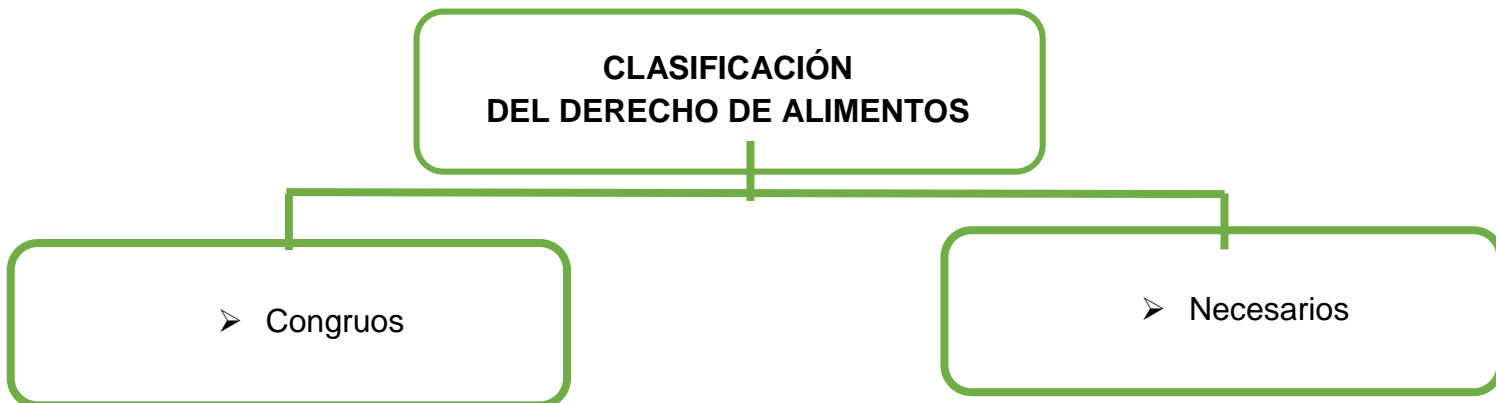 CLASIFICACIÓN
DEL DERECHO DE ALIMENTOS
➢ Congruos
➢ Necesarios